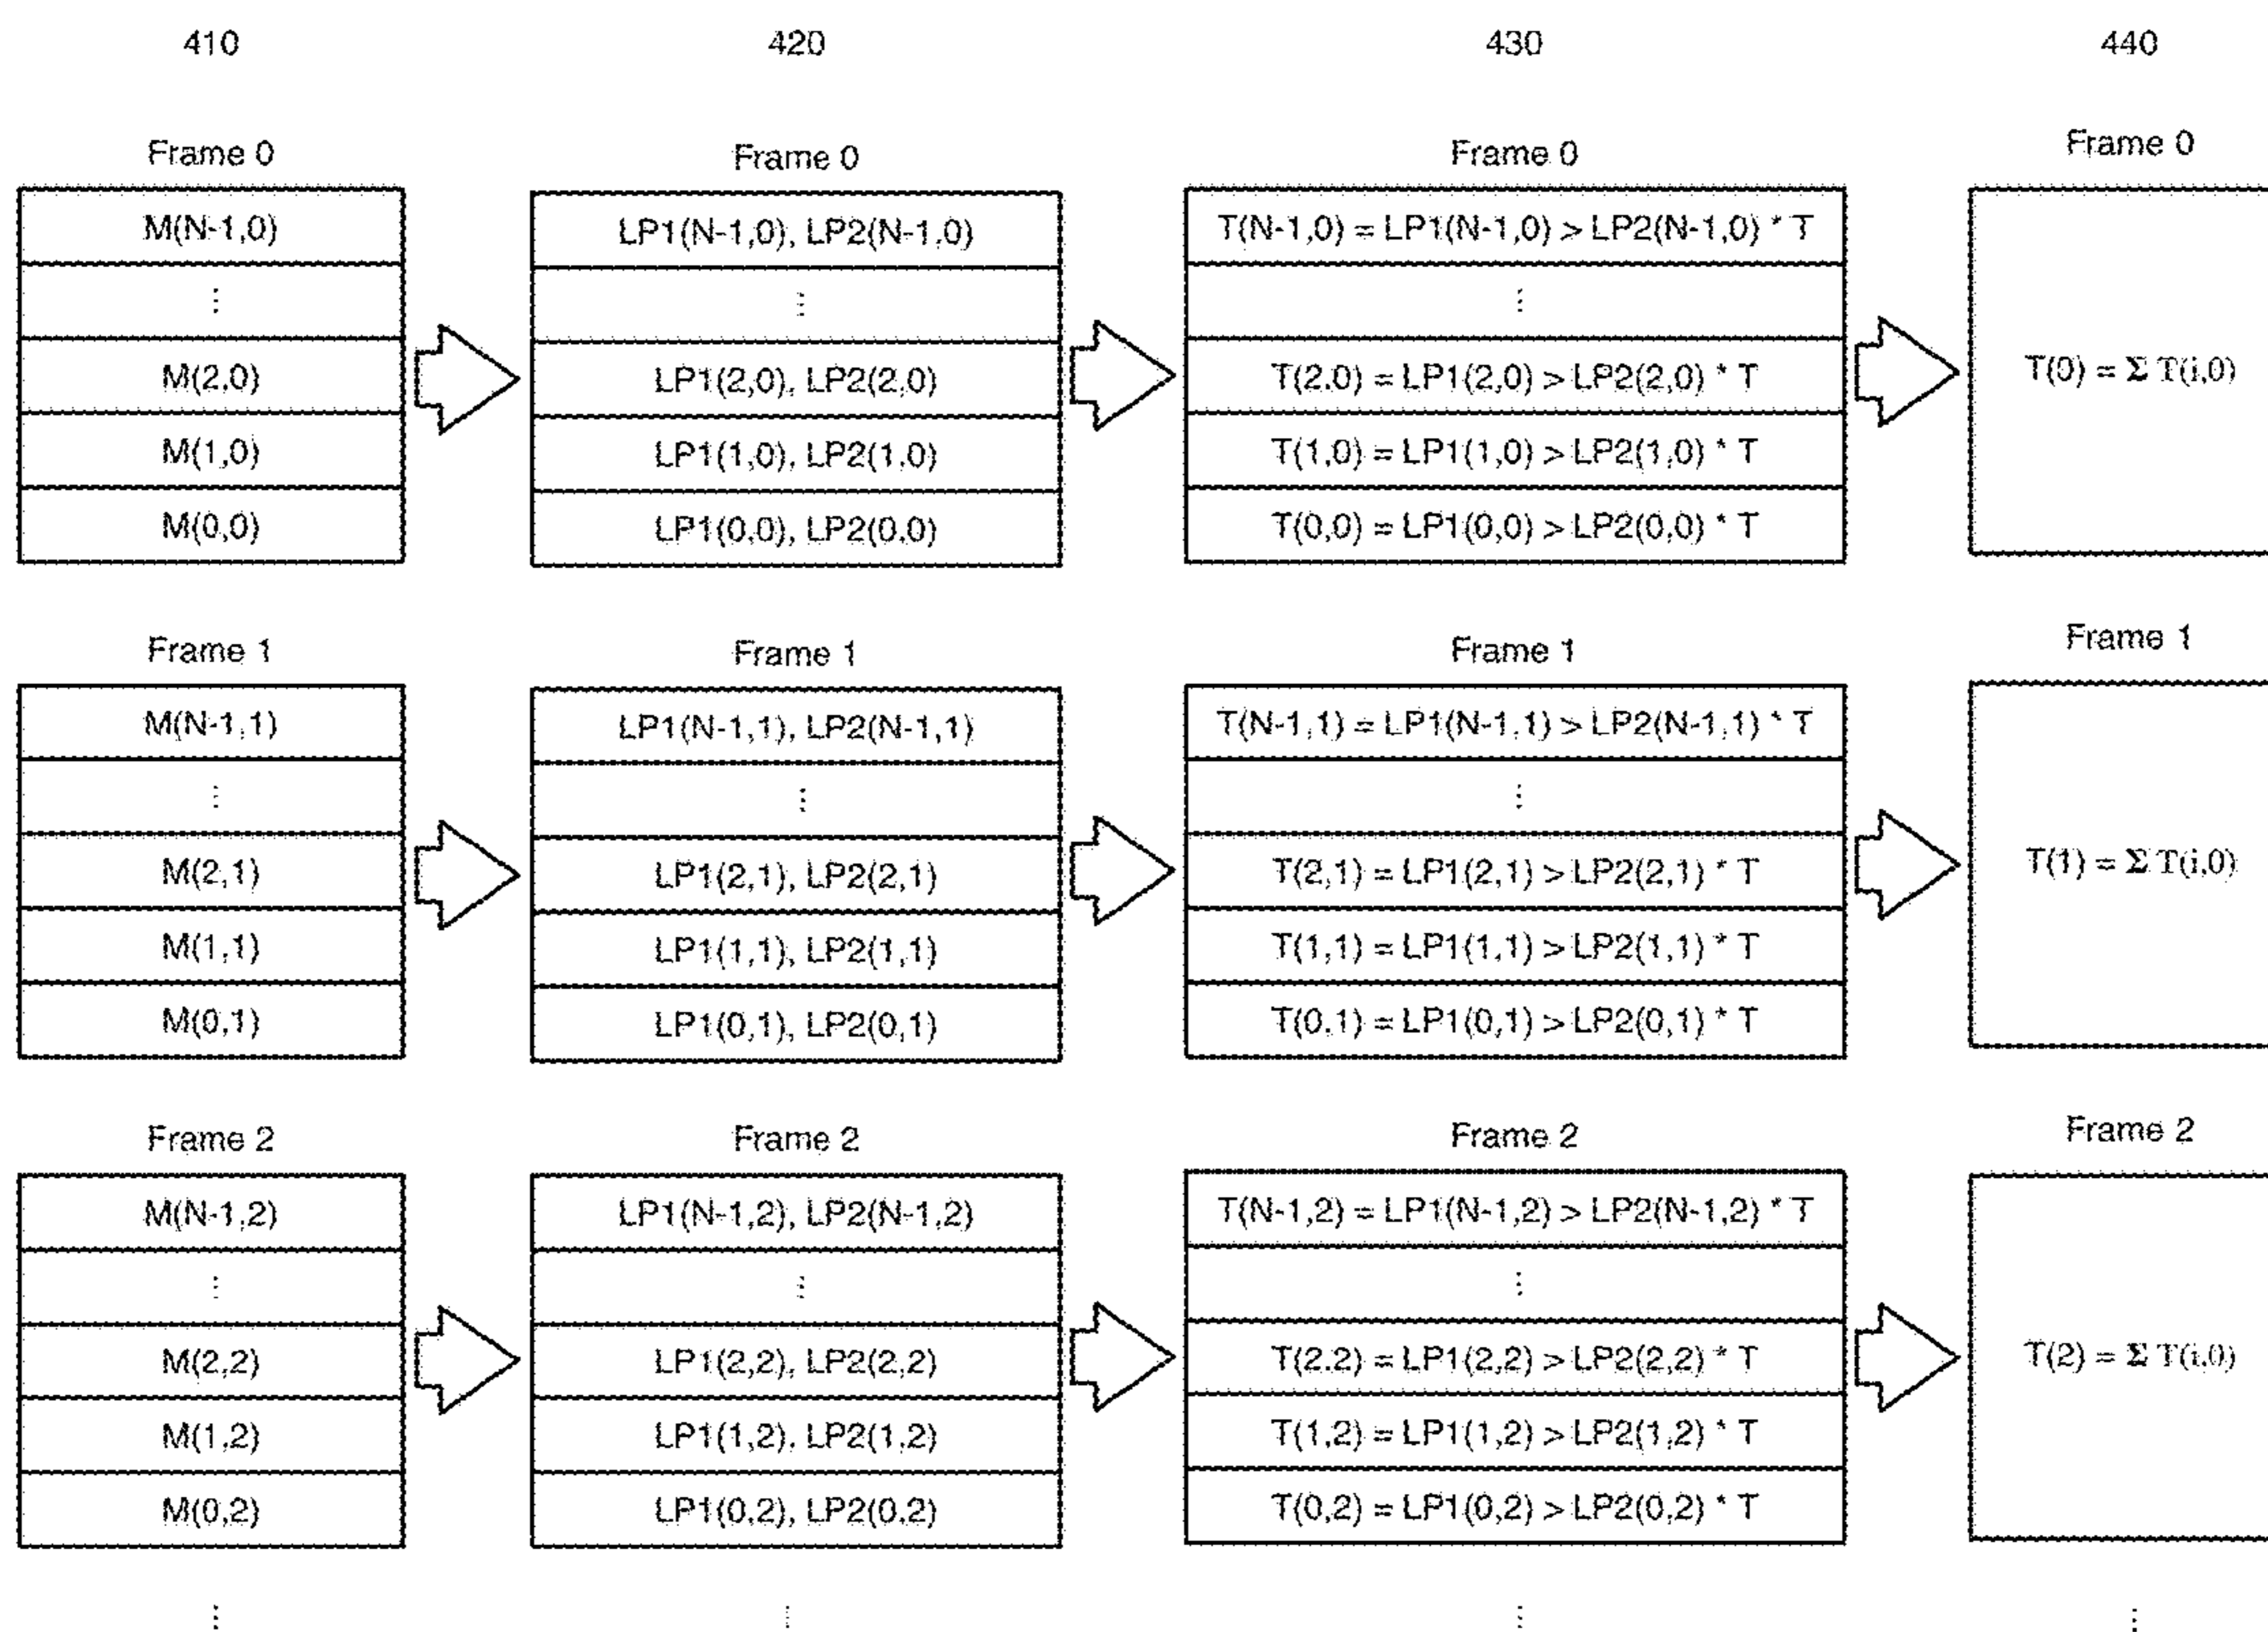 410 420 430 440
Frame 0 Frame 0 Frame 0 Frame 0
M(N-1,0) LP1(N-1,0), LP2(N-1,0) T(N-1,0) = LP1(N-1,0) > LP2(N-1,0) * T
⋮ ⋮ ⋮
M(2,0) LP1(2,0), LP2(2,0) T(2,0) = LP1(2,0) > LP2(2,0) * T T(0) = Σ T(i,0)
M(1,0) LP1(1,0), LP2(1,0) T(1,0) = LP1(1,0) > LP2(1,0) * T
M(0,0) LP1(0,0), LP2(0,0) T(0,0) = LP1(0,0) > LP2(0,0) * T
Frame 1 Frame 1 Frame 1 Frame 1
M(N-1,1) LP1(N-1,1), LP2(N-1,1) T(N-1,1) = LP1(N-1,1) > LP2(N-1,1) * T
⋮ ⋮ ⋮
M(2,1) LP1(2,1), LP2(2,1) T(2,1) = LP1(2,1) > LP2(2,1) * T T(1) = Σ T(i,0)
M(1,1) LP1(1,1), LP2(1,1) T(1,1) = LP1(1,1) > LP2(1,1) * T
M(0,1) LP1(0,1), LP2(0,1) T(0,1) = LP1(0,1) > LP2(0,1) * T
Frame 2 Frame 2 Frame 2 Frame 2
M(N-1,2) LP1(N-1,2), LP2(N-1,2) T(N-1,2) = LP1(N-1,2) > LP2(N-1,2) * T
⋮ ⋮ ⋮
M(2,2) LP1(2,2), LP2(2,2) T(2,2) = LP1(2,2) > LP2(2,2) * T T(2) = Σ T(i,0)
M(1,2) LP1(1,2), LP2(1,2) T(1,2) = LP1(1,2) > LP2(1,2) * T
M(0,2) LP1(0,2), LP2(0,2) T(0,2) = LP1(0,2) > LP2(0,2) * T
⋮ ⋮ ⋮ ⋮